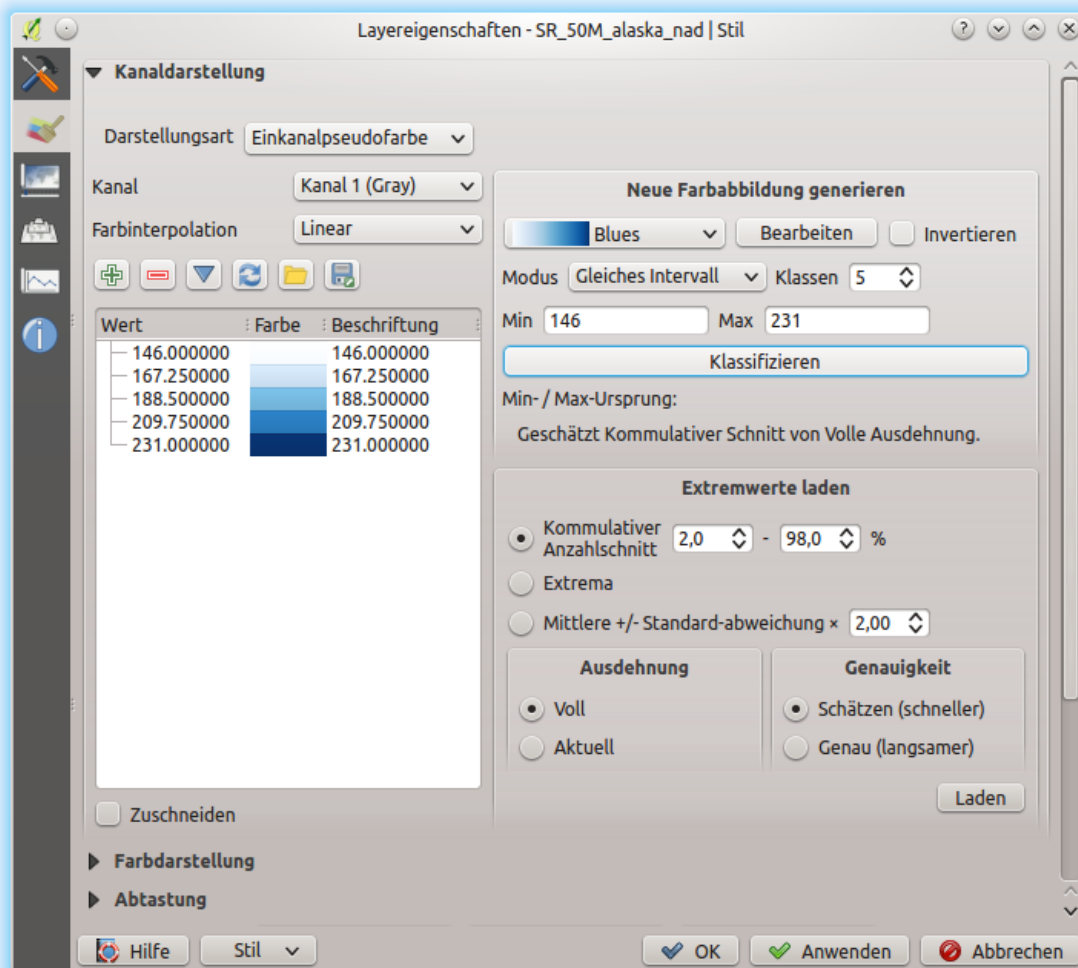 Layereigenschaften - SR_50M_alaska_nad | Stil
Kanaldarstellung
Darstellungsart Einkanalpseudofarbe
Kanal Kanal 1 (Gray)
Farbinterpolation Linear
Wert Farbe Beschriftung
146.000000 146.000000
167.250000 167.250000
188.500000 188.500000
209.750000 209.750000
231.000000 231.000000
Zuschneiden
Neue Farbabbildung generieren
Blues Bearbeiten Invertieren
Modus Gleiches Intervall Klassen 5
Min 146 Max 231
Klassifizieren
Min- / Max-Ursprung:
Geschätzt Kommulativer Schnitt von Volle Ausdehnung.
Extremwerte laden
Kommulativer
Anzahlschnitt 2,0 - 98,0 %
Extrema
Mittlere +/- Standard-abweichung × 2,00
Ausdehnung
Voll
Aktuell
Genauigkeit
Schätzen (schneller)
Genau (langsamer)
Laden
Farbdarstellung
Abtastung
Hilfe Stil OK Anwenden Abbrechen